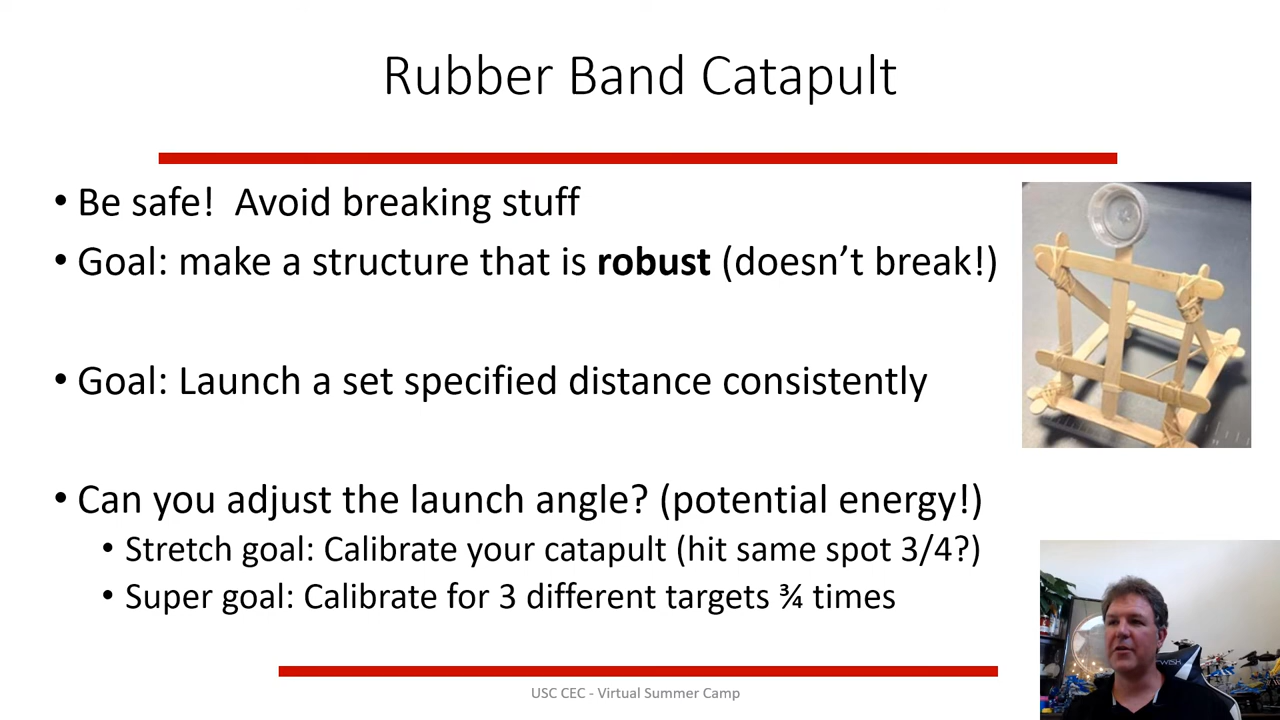 Rubber Band Catapult
• Be safe!  Avoid breaking stuff
• Goal: make a structure that is robust (doesn’t break!)
• Goal: Launch a set specified distance consistently
• Can you adjust the launch angle? (potential energy!)
• Stretch goal: Calibrate your catapult (hit same spot 3/4?)
• Super goal: Calibrate for 3 different targets ¾ times
USC CEC - Virtual Summer Camp